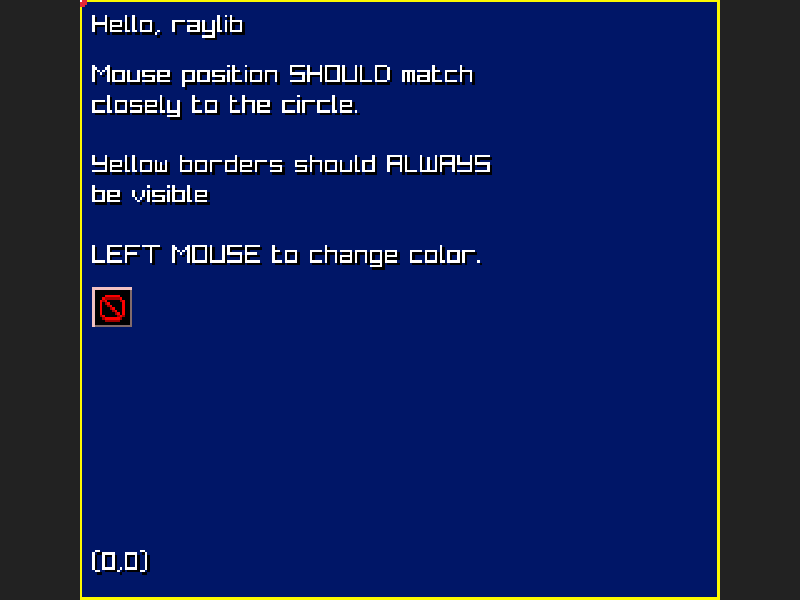 Hello, raylib
Mouse position SHOULD match
closely to the circle.
Yellow borders should ALWAYS
be visible
LEFT MOUSE to change color.
(0,0)